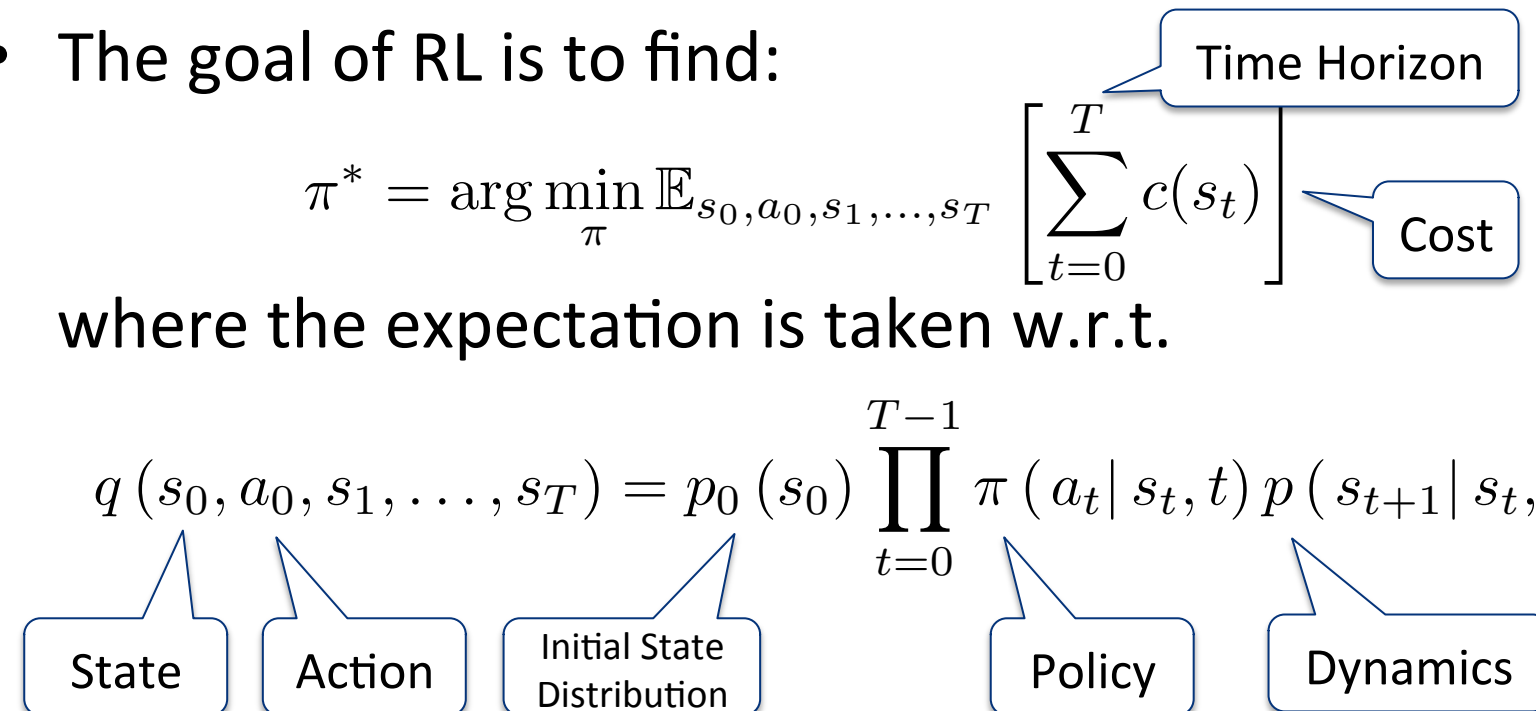 • The goal of RL is to find:
Time Horizon
π* = arg min_π 𝔼_{s_0,a_0,s_1,...,s_T} [ ∑_{t=0}^{T} c(s_t) ]
Cost
where the expectation is taken w.r.t.
q (s_0, a_0, s_1, . . . , s_T) = p_0 (s_0) ∏_{t=0}^{T−1} π ( a_t| s_t, t) p ( s_{t+1}| s_t,
State
Action
Initial State
Distribution
Policy
Dynamics